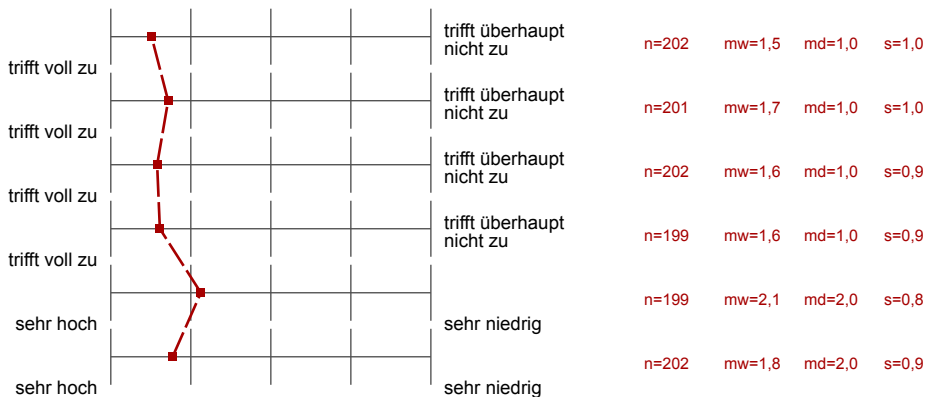 trifft voll zu
trifft überhaupt
nicht zu
n=202 mw=1,5 md=1,0 s=1,0
trifft voll zu
trifft überhaupt
nicht zu
n=201 mw=1,7 md=1,0 s=1,0
trifft voll zu
trifft überhaupt
nicht zu
n=202 mw=1,6 md=1,0 s=0,9
trifft voll zu
trifft überhaupt
nicht zu
n=199 mw=1,6 md=1,0 s=0,9
sehr hoch
sehr niedrig
n=199 mw=2,1 md=2,0 s=0,8
sehr hoch
sehr niedrig
n=202 mw=1,8 md=2,0 s=0,9